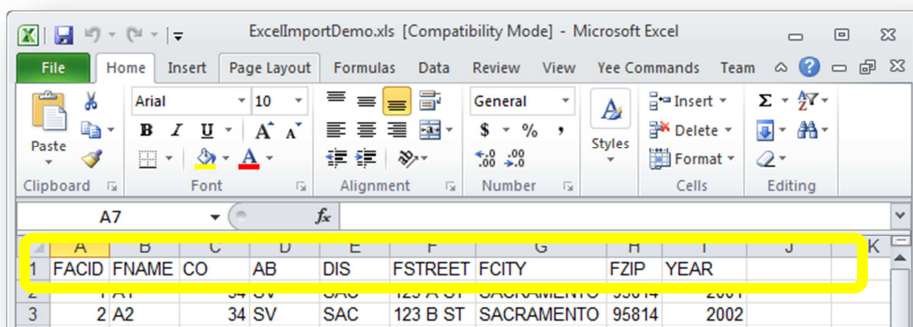 ExcelImportDemo.xls [Compatibility Mode] - Microsoft Excel
File Home Insert Page Layout Formulas Data Review View Yee Commands Team
Arial 10 General Insert Σ
B I U A A $ % , Styles Delete
Paste A .00 .00 Format
Clipboard Font Alignment Number Cells Editing
A7 fx
A B C D E F G H I J K
1 FACID FNAME CO AB DIS FSTREET FCITY FZIP YEAR
2 1 A1 34 SV SAC 123 A ST SACRAMENTO 95814 2001
3 2 A2 34 SV SAC 123 B ST SACRAMENTO 95814 2002